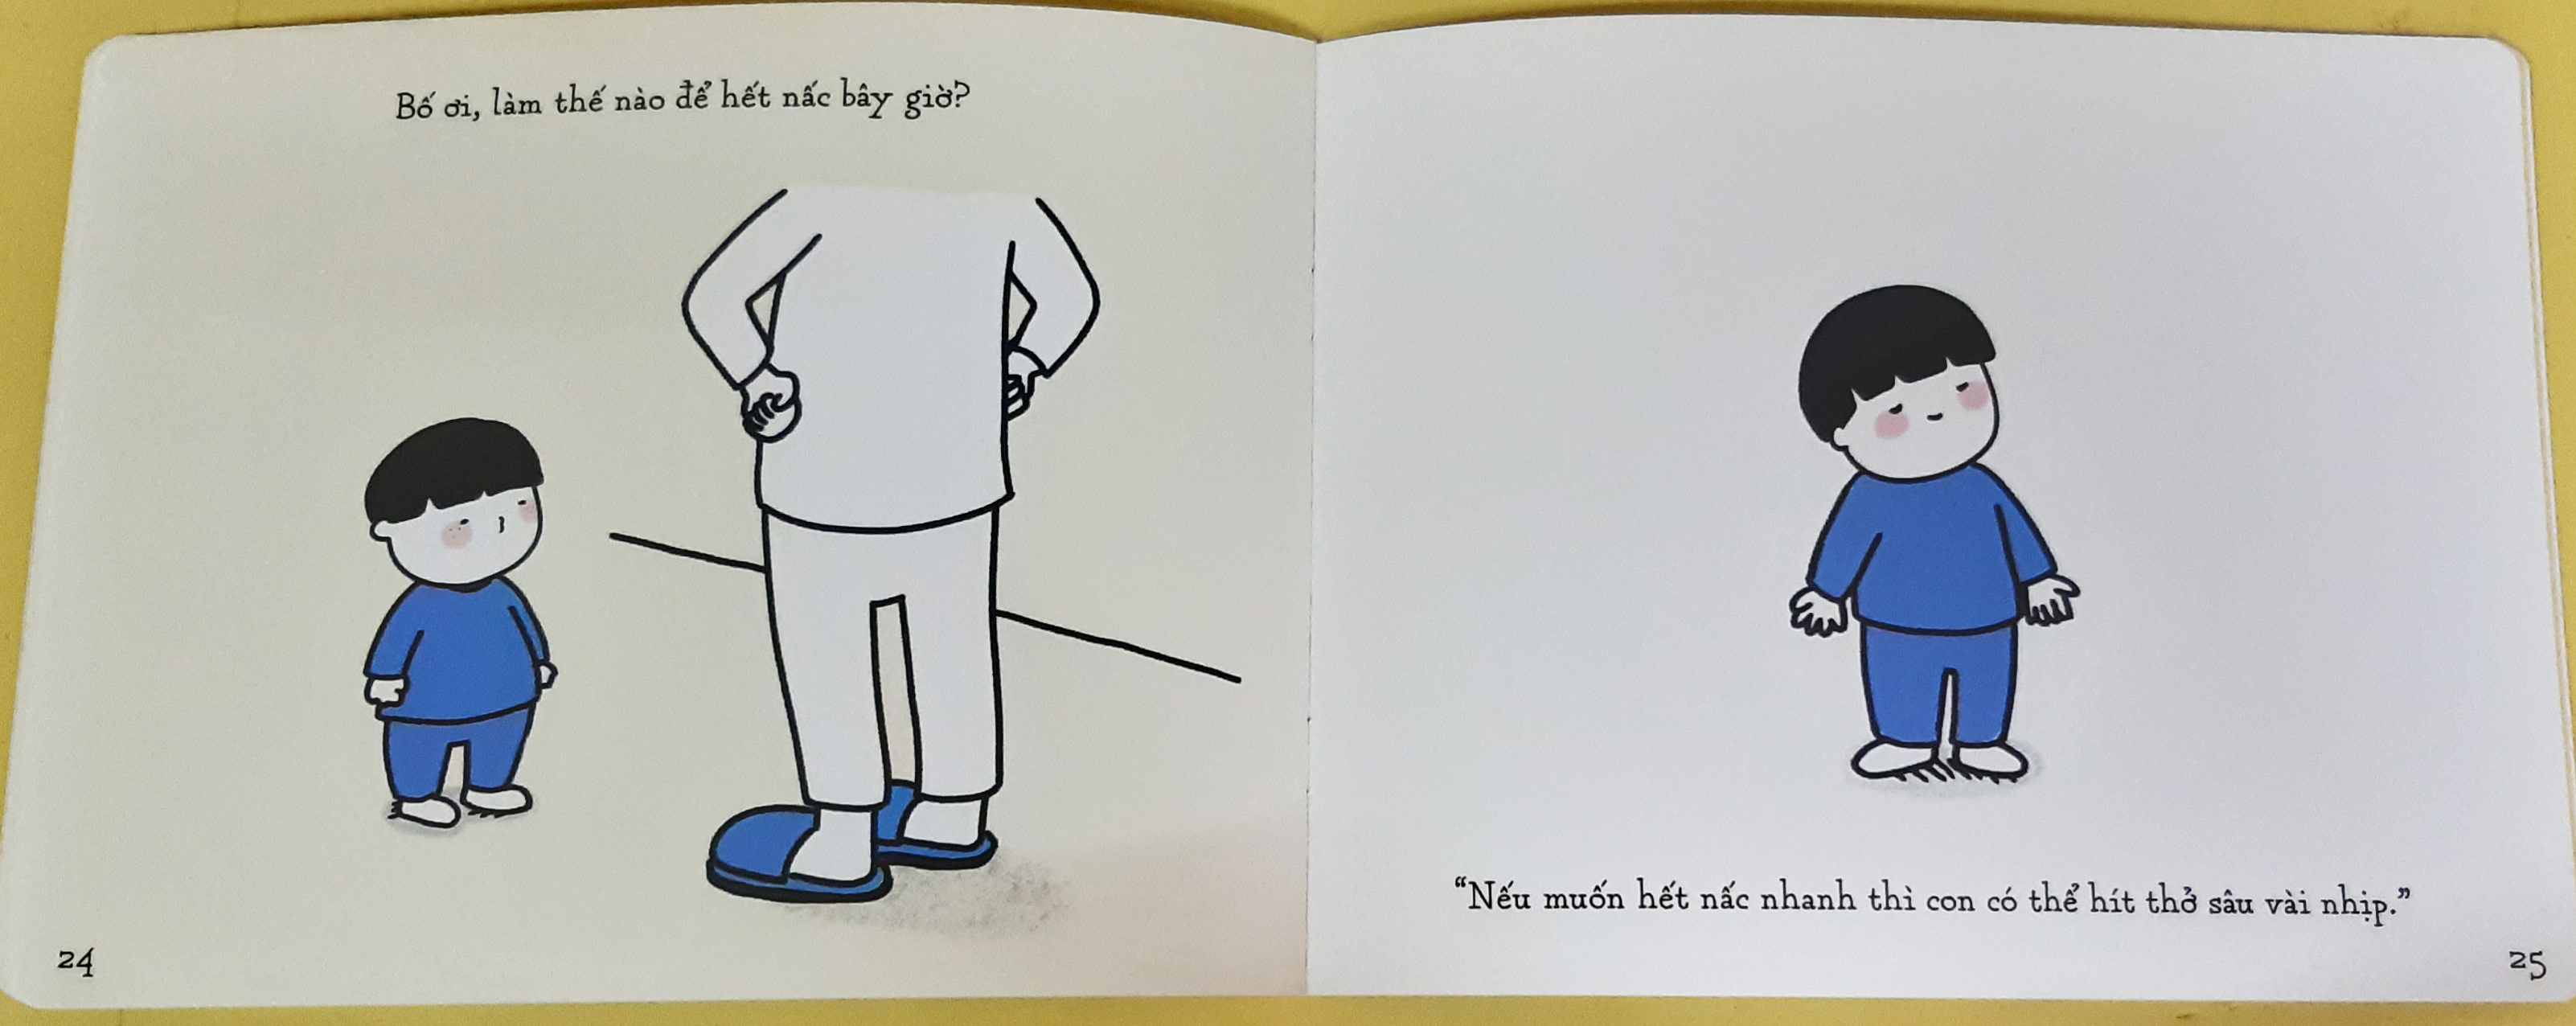 Bố ơi, làm thế nào để hết nấc bây giờ?
24
“Nếu muốn hết nấc nhanh thì con có thể hít thở sâu vài nhịp.”
25